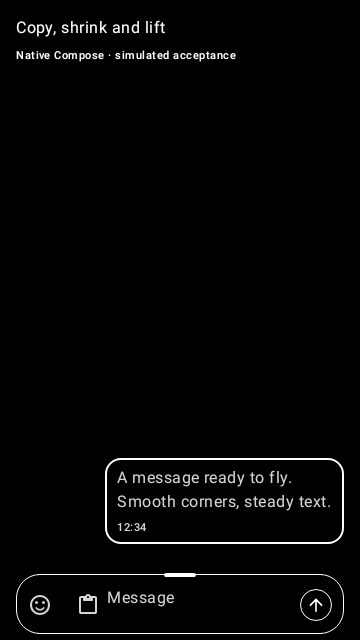 Copy, shrink and lift
Native Compose · simulated acceptance
A message ready to fly.
Smooth corners, steady text.
12:34
Message